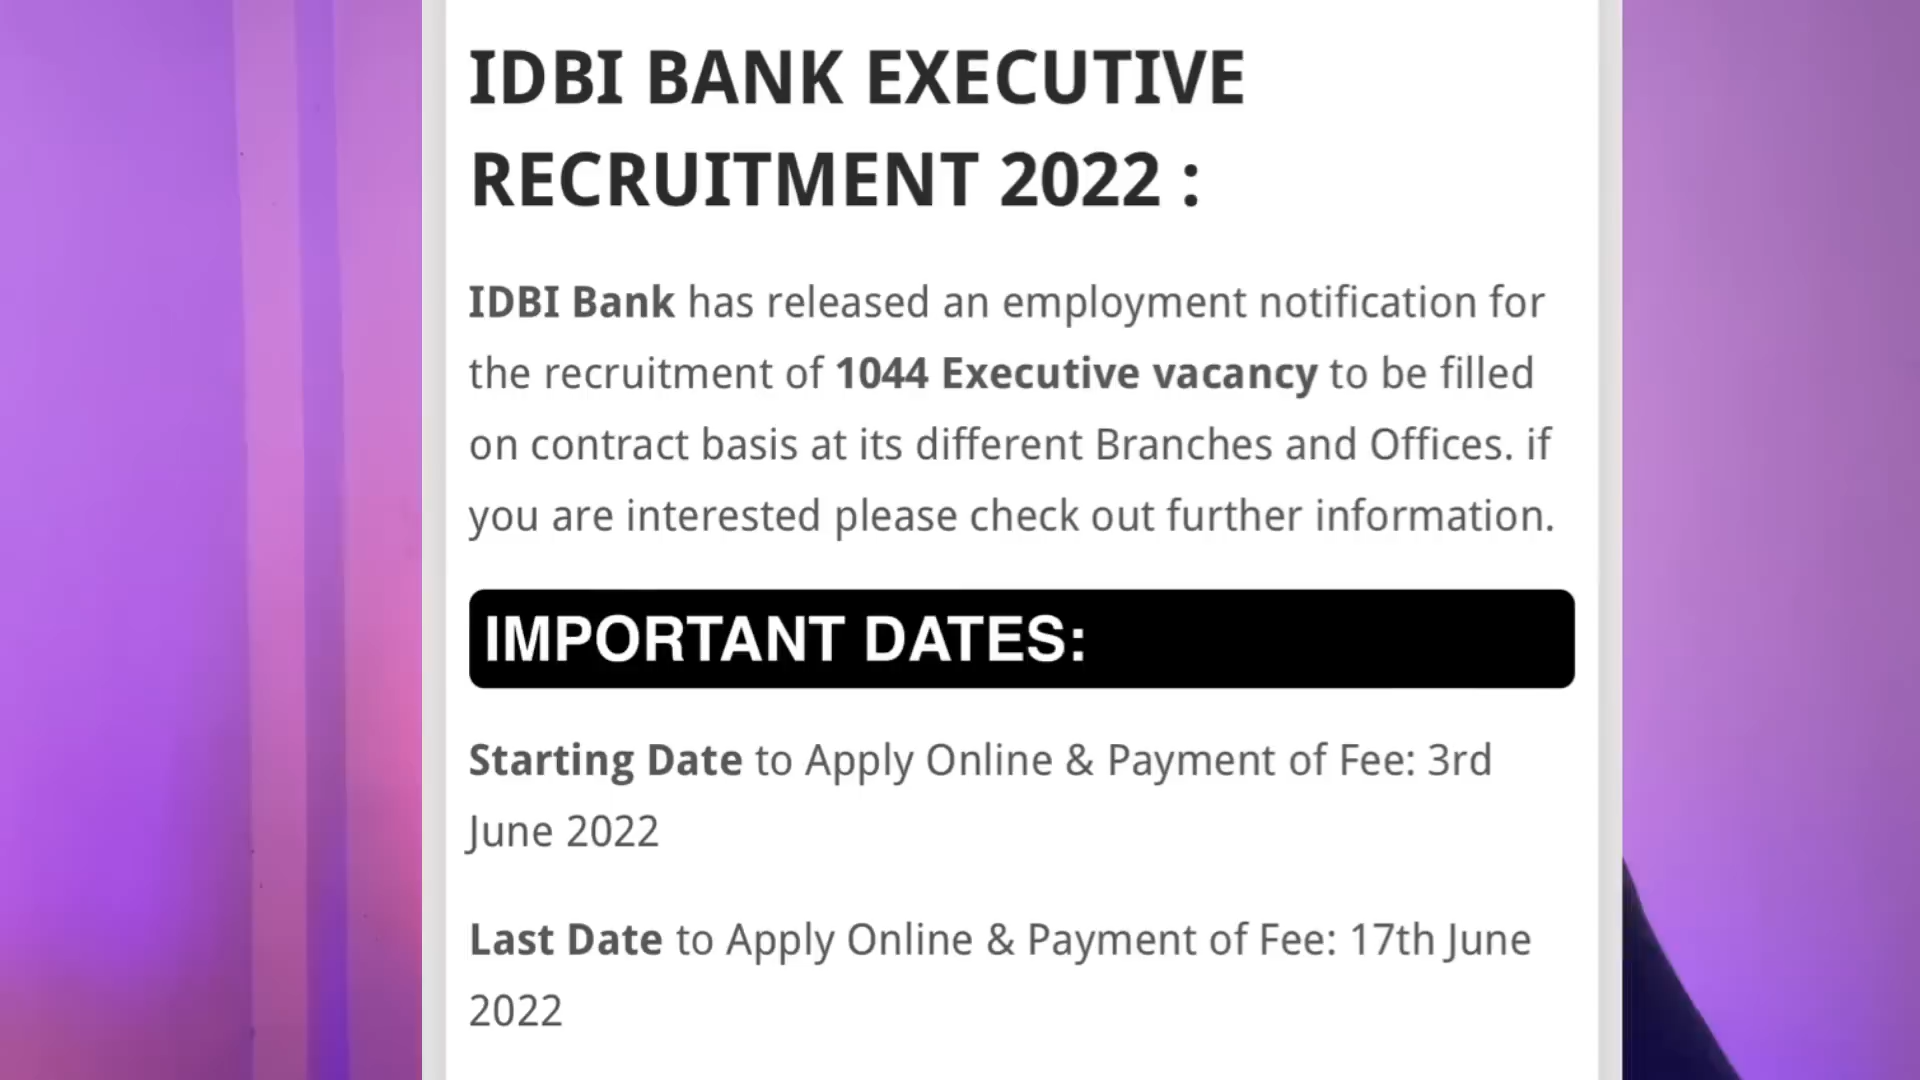 IDBI BANK EXECUTIVE
RECRUITMENT 2022 :
IDBI Bank has released an employment notification for
the recruitment of 1044 Executive vacancy to be filled
on contract basis at its different Branches and Offices. if
you are interested please check out further information.
IMPORTANT DATES:
Starting Date to Apply Online & Payment of Fee: 3rd
June 2022
Last Date to Apply Online & Payment of Fee: 17th June
2022